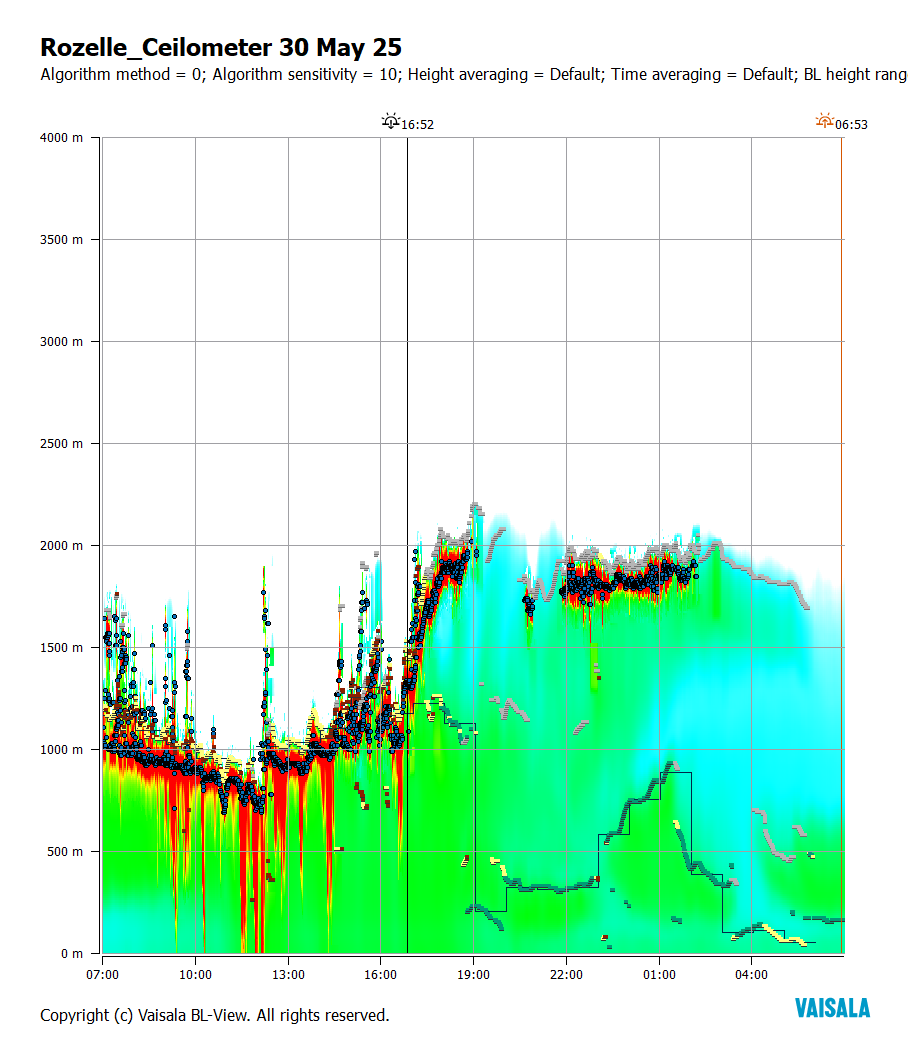 Rozelle_Ceilometer 30 May 25
Algorithm method = 0; Algorithm sensitivity = 10; Height averaging = Default; Time averaging = Default; BL height rang
16:52
06:53
4000 m
3500 m
3000 m
2500 m
2000 m
1500 m
1000 m
500 m
0 m
07:00 10:00 13:00 16:00 19:00 22:00 01:00 04:00
VAISALA
Copyright (c) Vaisala BL-View. All rights reserved.